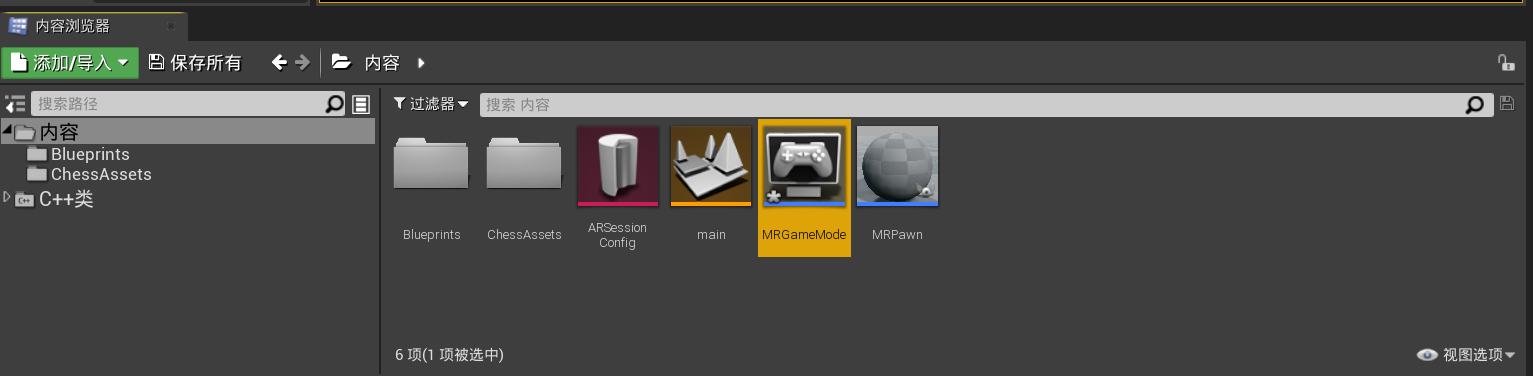 内容浏览器
添加/导入 保存所有 内容
搜索路径 过滤器 搜索 内容
内容
Blueprints
ChessAssets
C++类
Blueprints ChessAssets ARSession Config main MRGameMode MRPawn
6 项(1 项被选中) 视图选项